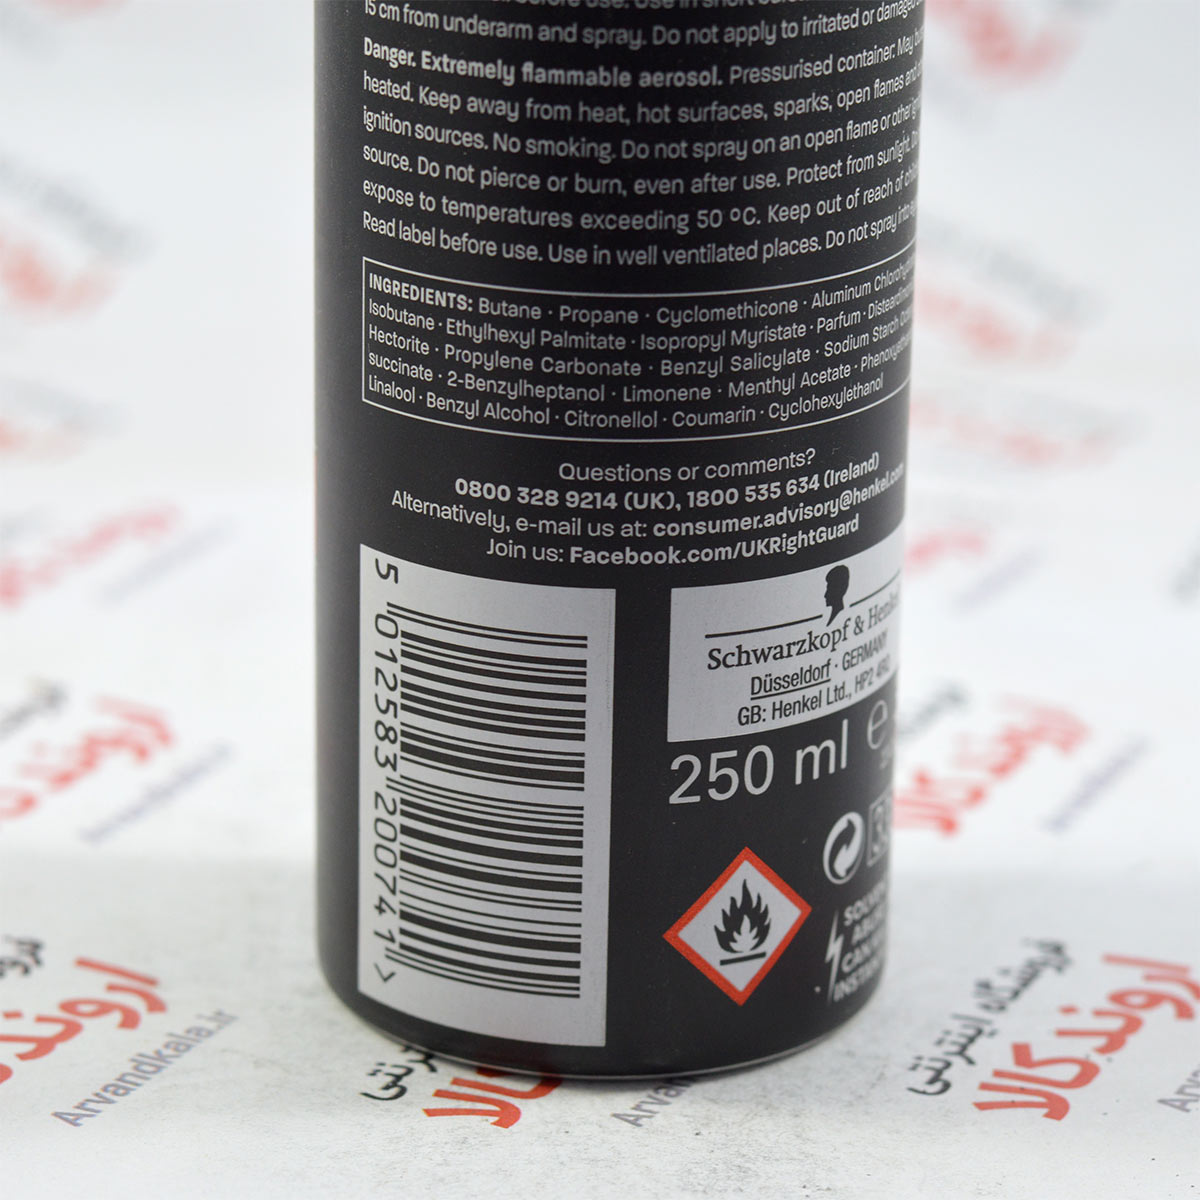 15 cm from underarm and spray. Do not apply to irritated or damaged
Danger. Extremely flammable aerosol. Pressurised container: May
heated. Keep away from heat, hot surfaces, sparks, open flames and
ignition sources. No smoking. Do not spray on an open flame or other
source. Do not pierce or burn, even after use. Protect from sunlight.
expose to temperatures exceeding 50 °C. Keep out of reach of
Read label before use. Use in well ventilated places. Do not spray into
INGREDIENTS: Butane · Propane · Cyclomethicone · Aluminum
Isobutane · Ethylhexyl Palmitate · Isopropyl Myristate · Parfum ·
Hectorite · Propylene Carbonate · Benzyl Salicylate · Sodium Starch
succinate · 2-Benzylheptanol · Limonene · Menthyl Acetate ·
Linalool · Benzyl Alcohol · Citronellol · Coumarin · Cyclohexylethanol
Questions or comments?
0800 328 9214 (UK), 1800 535 634 (Ireland)
Alternatively, e-mail us at: consumer.advisory@henkel.com
Join us: Facebook.com/UKRightGuard
5 012583 200741 >
Schwarzkopf & Henkel
Düsseldorf · GERMANY
GB: Henkel Ltd., HP2 4RQ
250 ml e
فروشگاه اینترنتی
اروند کالا
Arvandkala.ir